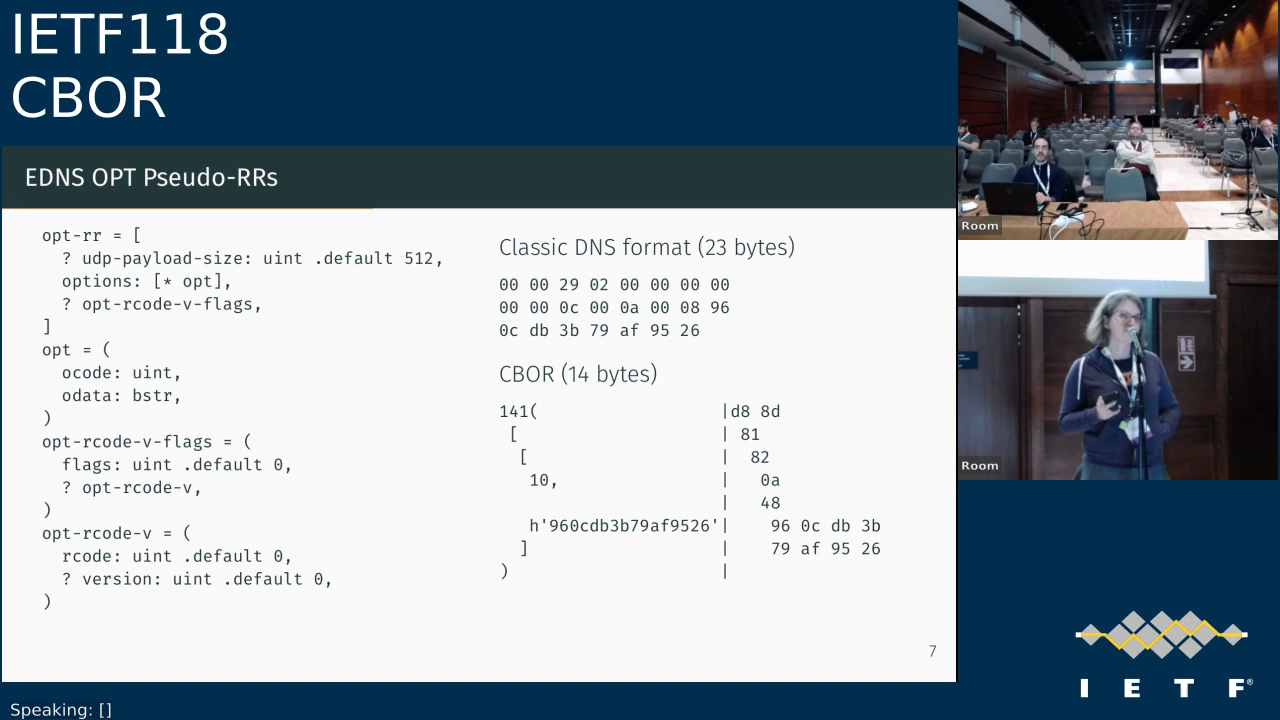 IETF118
CBOR
EDNS OPT Pseudo-RRs
opt-rr = [
? udp-payload-size: uint .default 512,
options: [* opt],
? opt-rcode-v-flags,
]
opt = (
ocode: uint,
odata: bstr,
)
opt-rcode-v-flags = (
flags: uint .default 0,
? opt-rcode-v,
)
opt-rcode-v = (
rcode: uint .default 0,
? version: uint .default 0,
)
Classic DNS format (23 bytes)
00 00 29 02 00 00 00 00
00 00 0c 00 0a 00 08 96
0c db 3b 79 af 95 26
CBOR (14 bytes)
141( |d8 8d
[ | 81
[ | 82
10, | 0a
| 48
h'960cdb3b79af9526'| 96 0c db 3b
] | 79 af 95 26
) |
7
Room
Room
I E T F®
Speaking: []